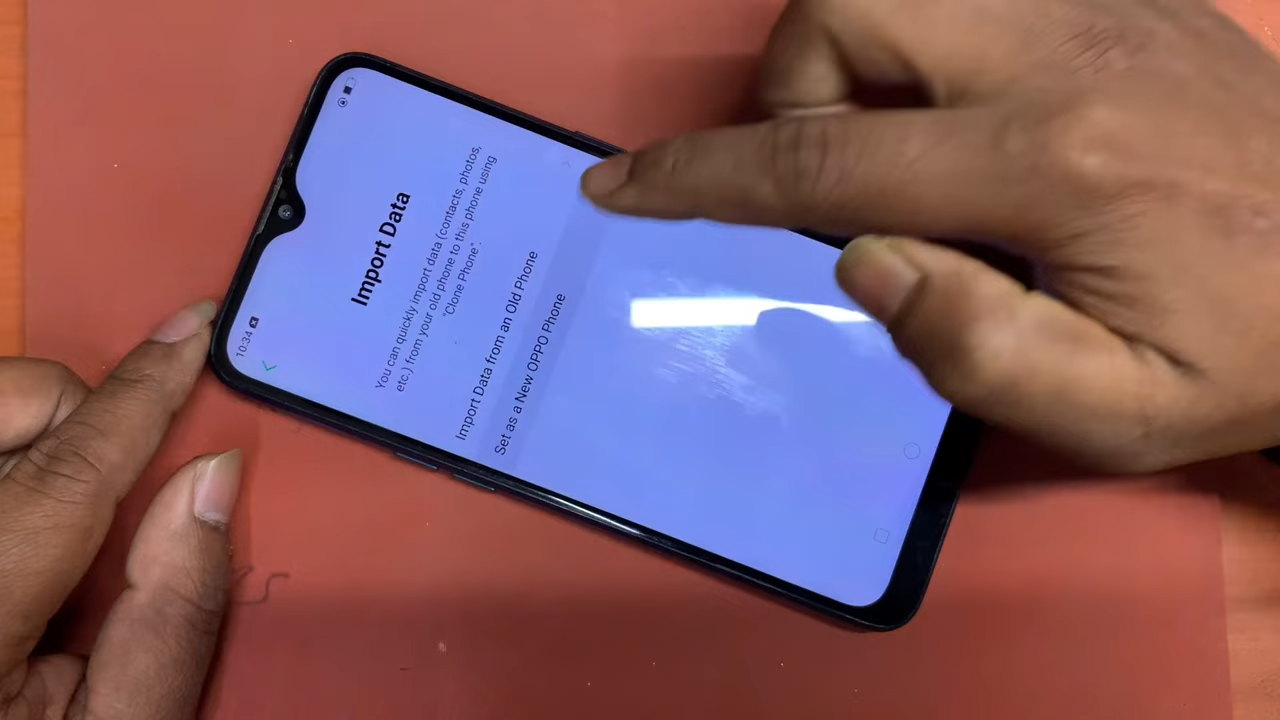 10:34
Import Data
You can quickly import data (contacts, photos,
etc.) from your old phone to this phone using
"Clone Phone".
Import Data from an Old Phone
Set as a New OPPO Phone